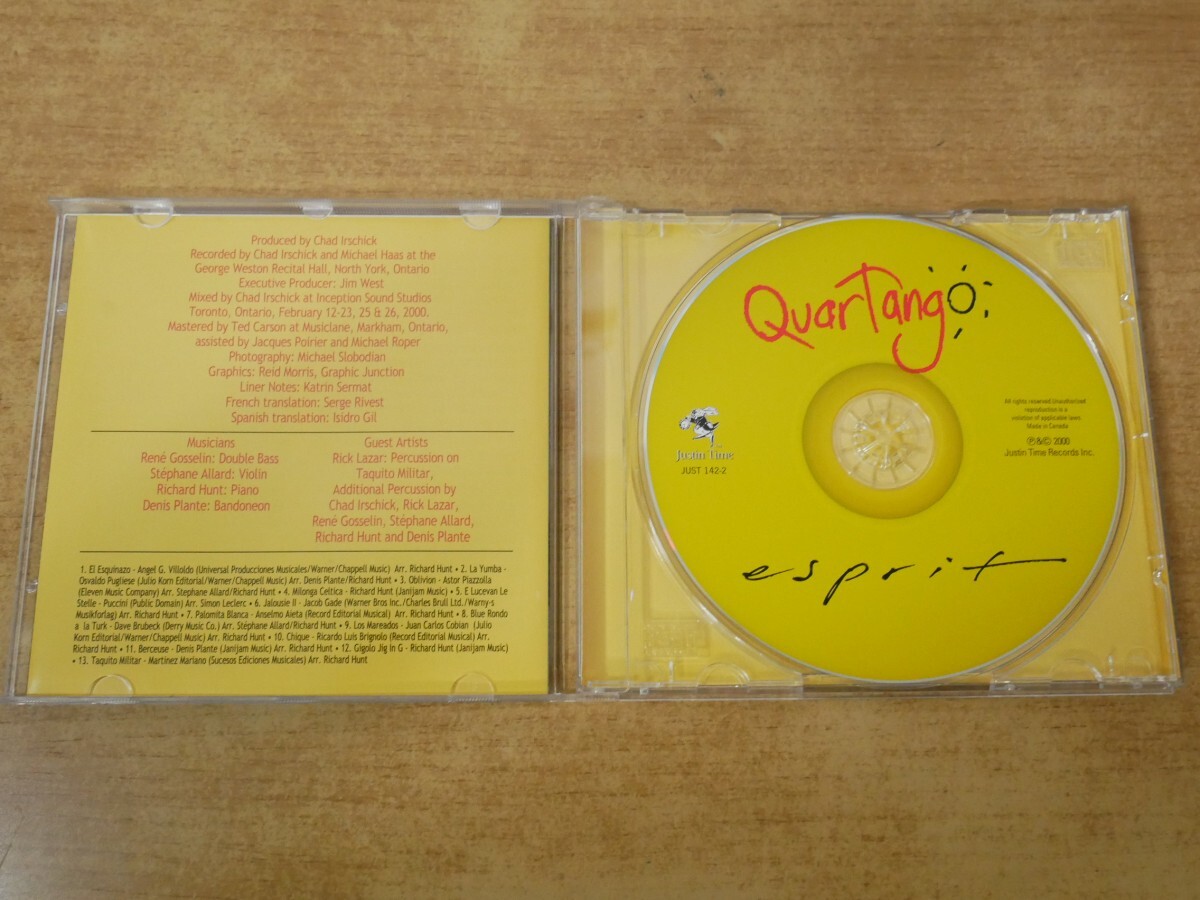 Produced by Chad Irschick
Recorded by Chad Irschick and Michael Haas at the
George Weston Recital Hall, North York, Ontario
Executive Producer: Jim West
Mixed by Chad Irschick at Inception Sound Studios
Toronto, Ontario, February 12-23, 25 & 26, 2000.
Mastered by Ted Carson at Musiclane, Markham, Ontario,
assisted by Jacques Poirier and Michael Roper
Photography: Michael Slobodian
Graphics: Reid Morris, Graphic Junction
Liner Notes: Katrin Sermat
French translation: Serge Rivest
Spanish translation: Isidro Gil
Musicians
René Gosselin: Double Bass
Stéphane Allard: Violin
Richard Hunt: Piano
Denis Plante: Bandoneon
Guest Artists
Rick Lazar: Percussion on
Taquito Militar,
Additional Percussion by
Chad Irschick, Rick Lazar,
René Gosselin, Stéphane Allard,
Richard Hunt and Denis Plante
1. El Esquinazo - Angel G. Villoldo (Universal Producciones Musicales/Warner/Chappell Music) Arr. Richard Hunt • 2. La Yumba -
Osvaldo Pugliese (Julio Korn Editorial/Warner/Chappell Music) Arr. Denis Plante/Richard Hunt • 3. Oblivion - Astor Piazzolla
(Eleven Music Company) Arr. Stephane Allard/Richard Hunt • 4. Milonga Celtica - Richard Hunt (Janijam Music) • 5. E Lucevan Le
Stelle - Puccini (Public Domain) Arr. Simon Leclerc • 6. Jalousie II - Jacob Gade (Warner Bros Inc./Charles Brull Ltd./Warny-s
Musikforlag) Arr. Richard Hunt • 7. Palomita Blanca - Anselmo Aieta (Record Editorial Musical) Arr. Richard Hunt • 8. Blue Rondo
a la Turk - Dave Brubeck (Derry Music Co.) Arr. Stéphane Allard/Richard Hunt • 9. Los Mareados - Juan Carlos Cobian (Julio
Korn Editorial/Warner/Chappell Music) Arr. Richard Hunt • 10. Chique - Ricardo Luis Brignolo (Record Editorial Musical) Arr.
Richard Hunt • 11. Berceuse - Denis Plante (Janijam Music) Arr. Richard Hunt • 12. Gigolo Jig In G - Richard Hunt (Janijam Music)
• 13. Taquito Militar - Martinez Mariano (Sucesos Ediciones Musicales) Arr. Richard Hunt
QuarTango
Justin Time
JUST 142-2
All rights reserved Unauthorized
reproduction is a
violation of applicable laws.
Made in Canada
℗&© 2000
Justin Time Records Inc.
esprit